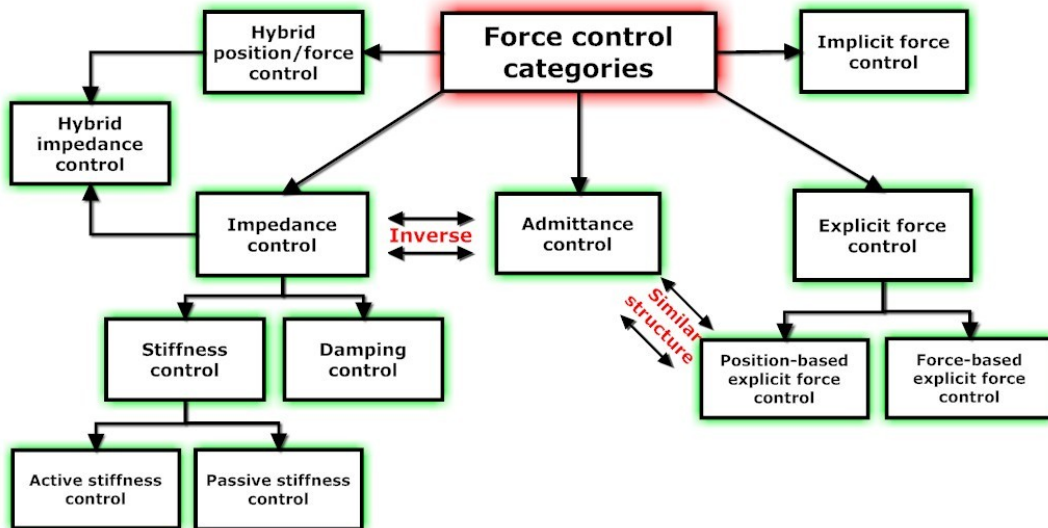 Hybrid
position/force
control
Force control
categories
Implicit force
control
Hybrid
impedance
control
Impedance
control
Inverse
Admittance
control
Explicit force
control
Similar
structure
Stiffness
control
Damping
control
Position-based
explicit force
control
Force-based
explicit force
control
Active stiffness
control
Passive stiffness
control